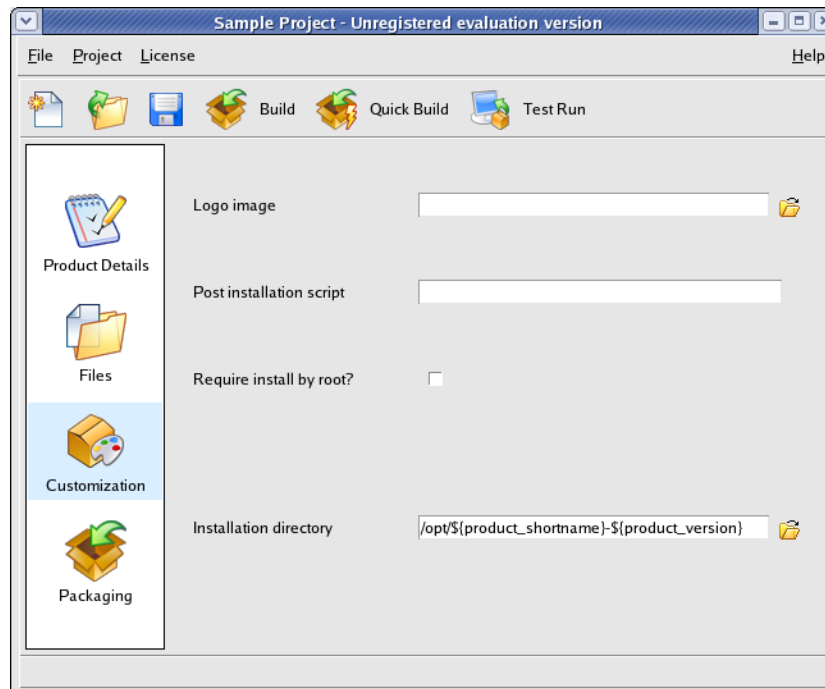 Sample Project - Unregistered evaluation version
File Project License Help
Build Quick Build Test Run
Product Details
Files
Customization
Packaging
Logo image
Post installation script
Require install by root?
Installation directory
/opt/${product_shortname}-${product_version}